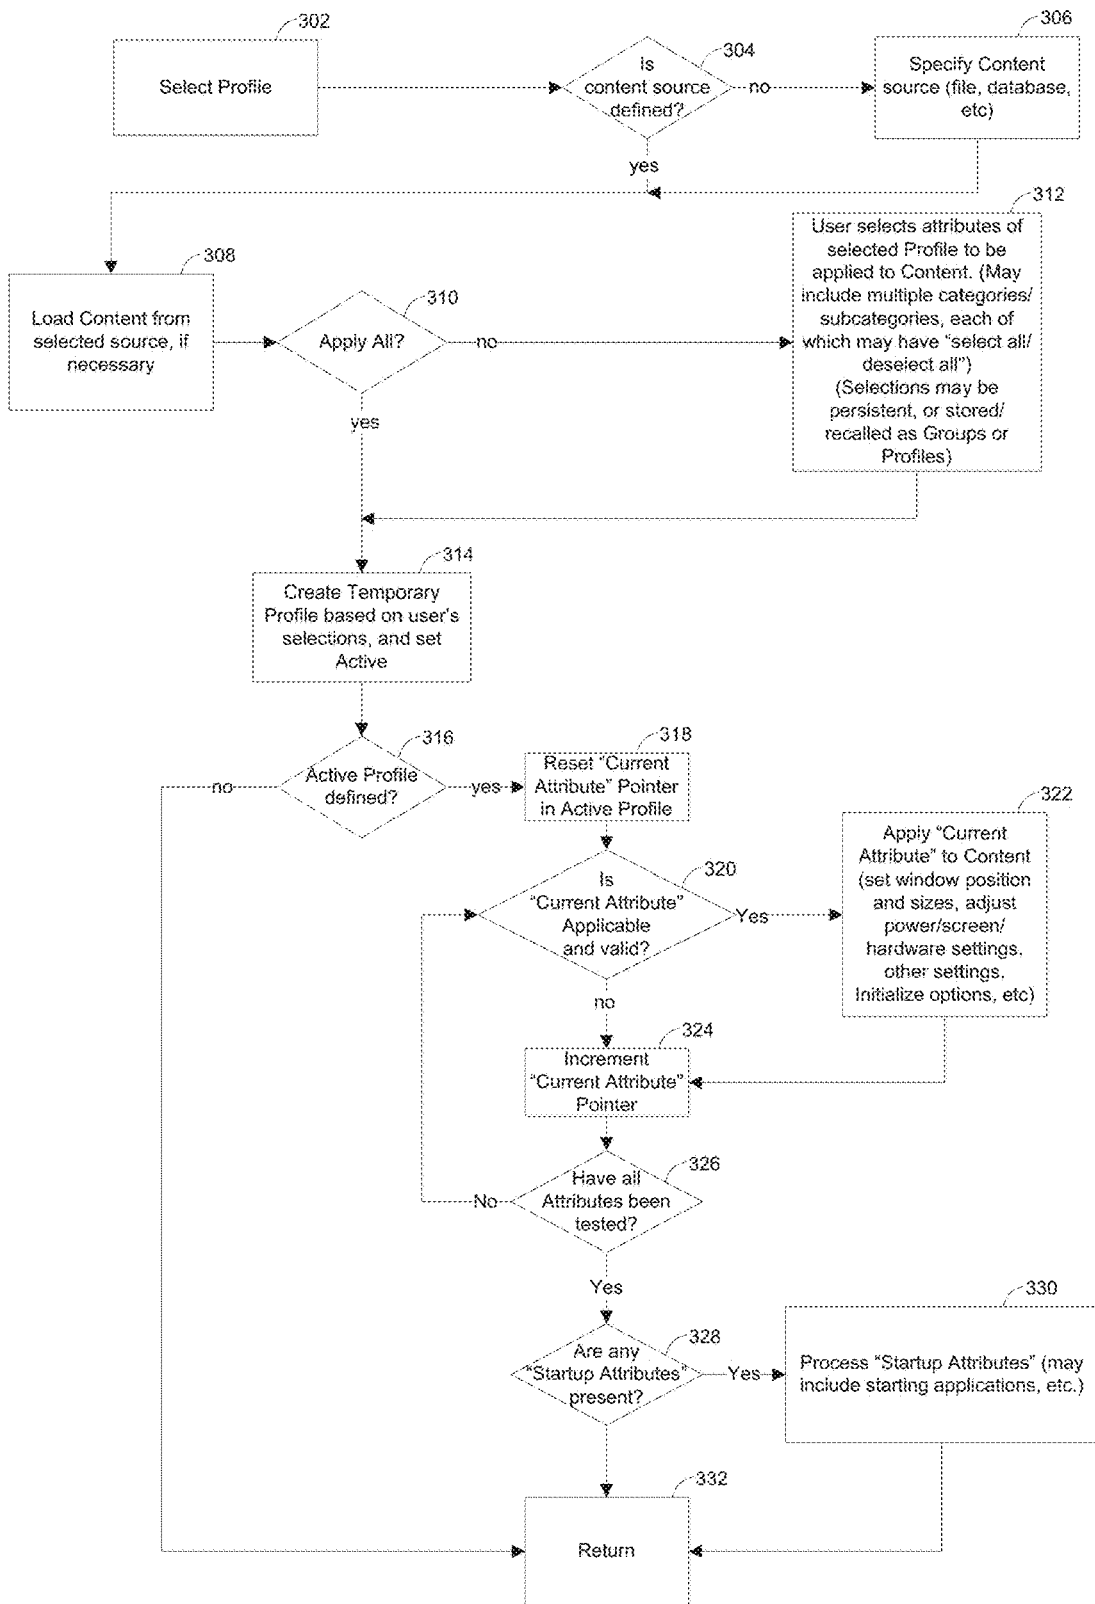 302
Select Profile
304
Is
content source
defined?
no
yes
306
Specify Content
source (file, database,
etc)
308
Load Content from
selected source, if
necessary
310
Apply All?
no
yes
312
User selects attributes of
selected Profile to be
applied to Content. (May
include multiple categories/
subcategories, each of
which may have “select all/
deselect all”)
(Selections may be
persistent, or stored/
recalled as Groups or
Profiles)
314
Create Temporary
Profile based on user's
selections, and set
Active
316
Active Profile
defined?
no
yes
318
Reset “Current
Attribute” Pointer
in Active Profile
320
Is
“Current Attribute”
Applicable
and valid?
Yes
no
322
Apply “Current
Attribute” to Content
(set window position
and sizes, adjust
power/screen/
hardware settings,
other settings.
Initialize options, etc)
324
Increment
“Current Attribute”
Pointer
326
Have all
Attributes been
tested?
No
Yes
328
Are any
“Startup Attributes”
present?
Yes
330
Process “Startup Attributes” (may
include starting applications, etc.)
332
Return